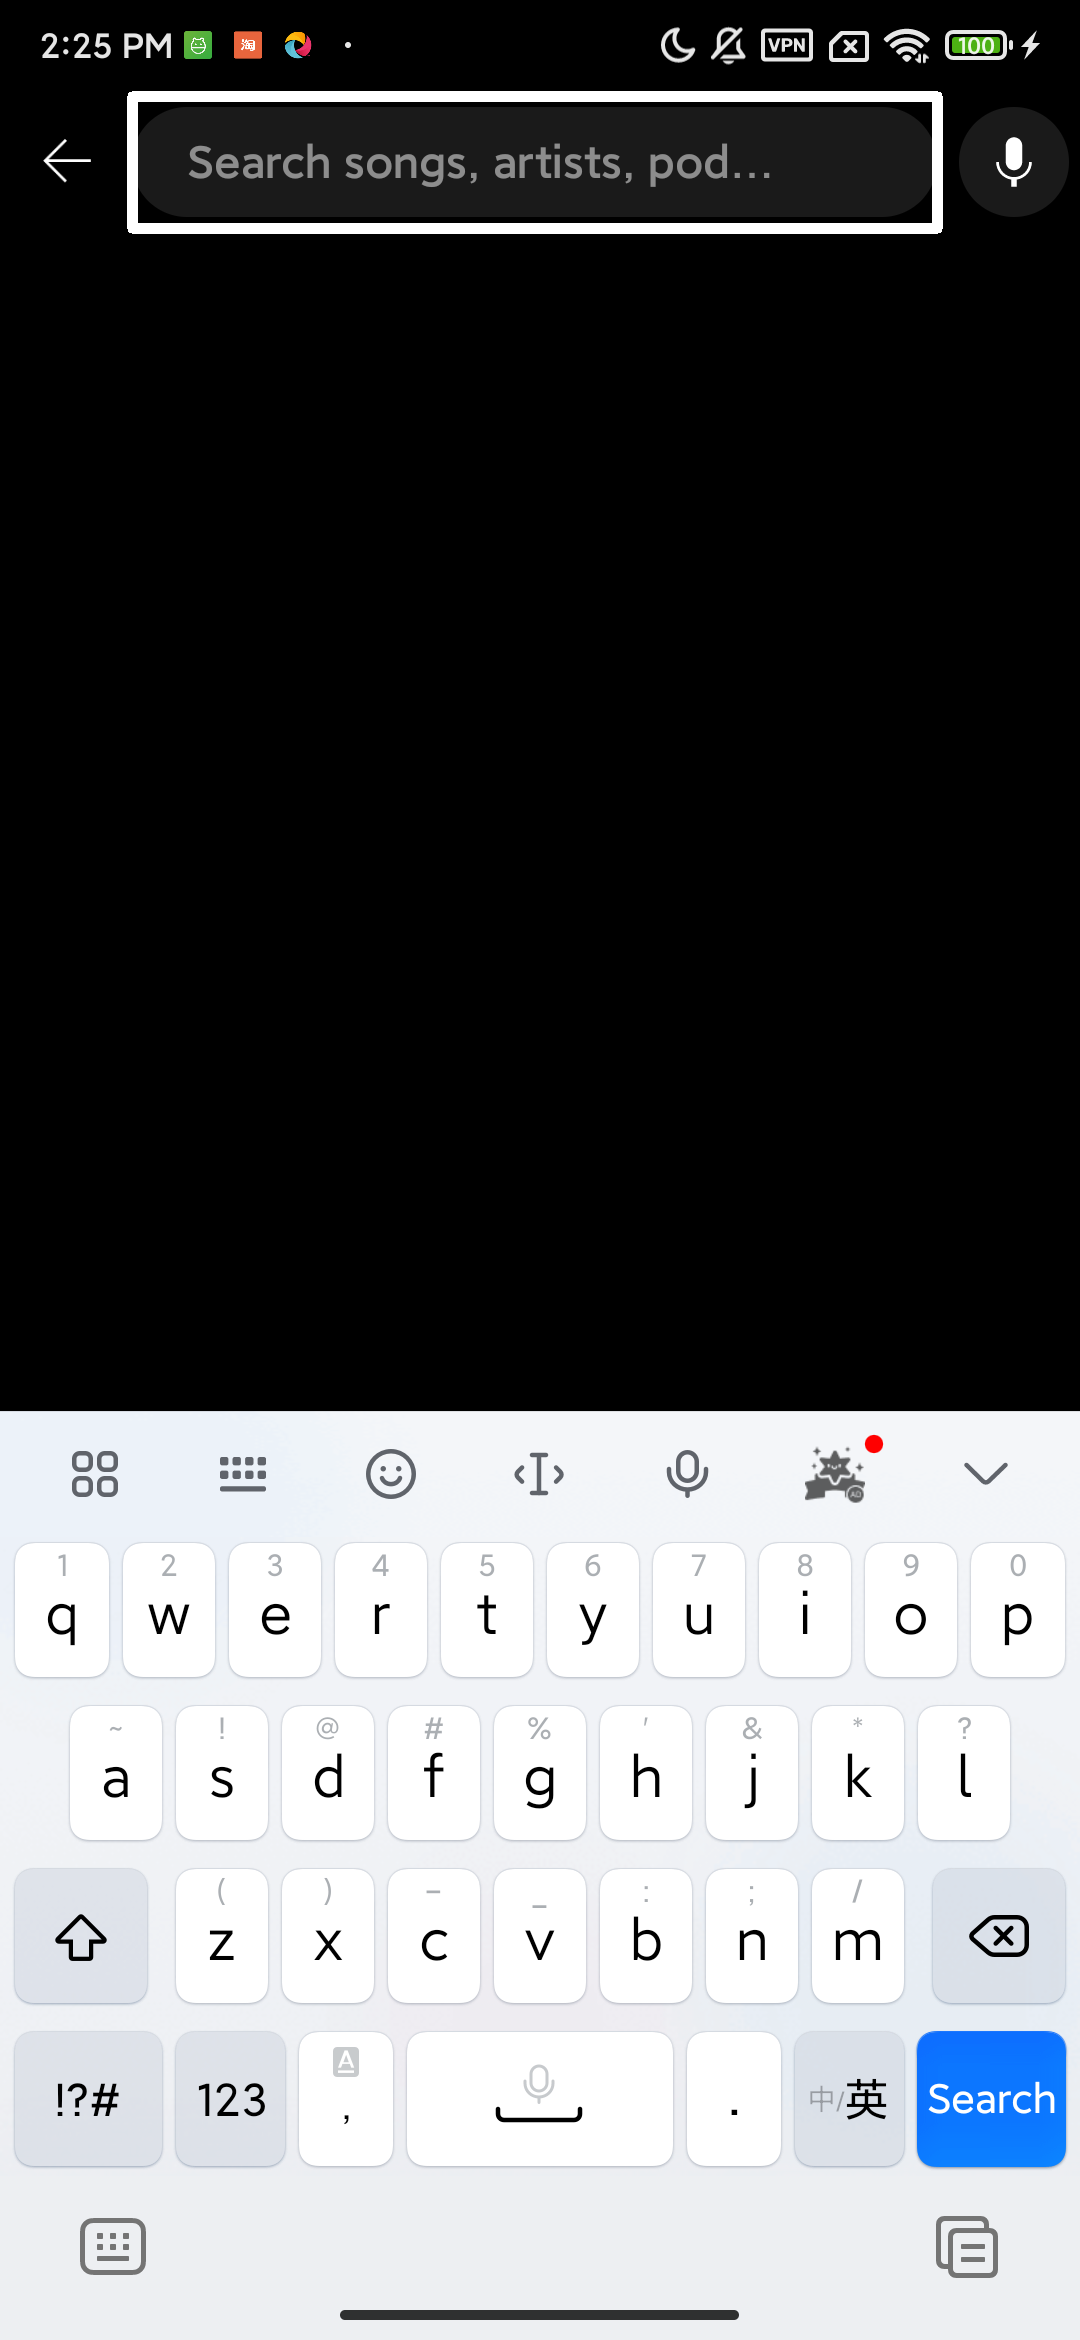 2:25 PM 淘 VPN 100
Search songs, artists, pod...
1 2 3 4 5 6 7 8 9 0
q w e r t y u i o p
~ ! @ # % ' & * ?
a s d f g h j k l
( ) – _ : ; /
z x c v b n m
!?# 123 A , . 中/英 Search